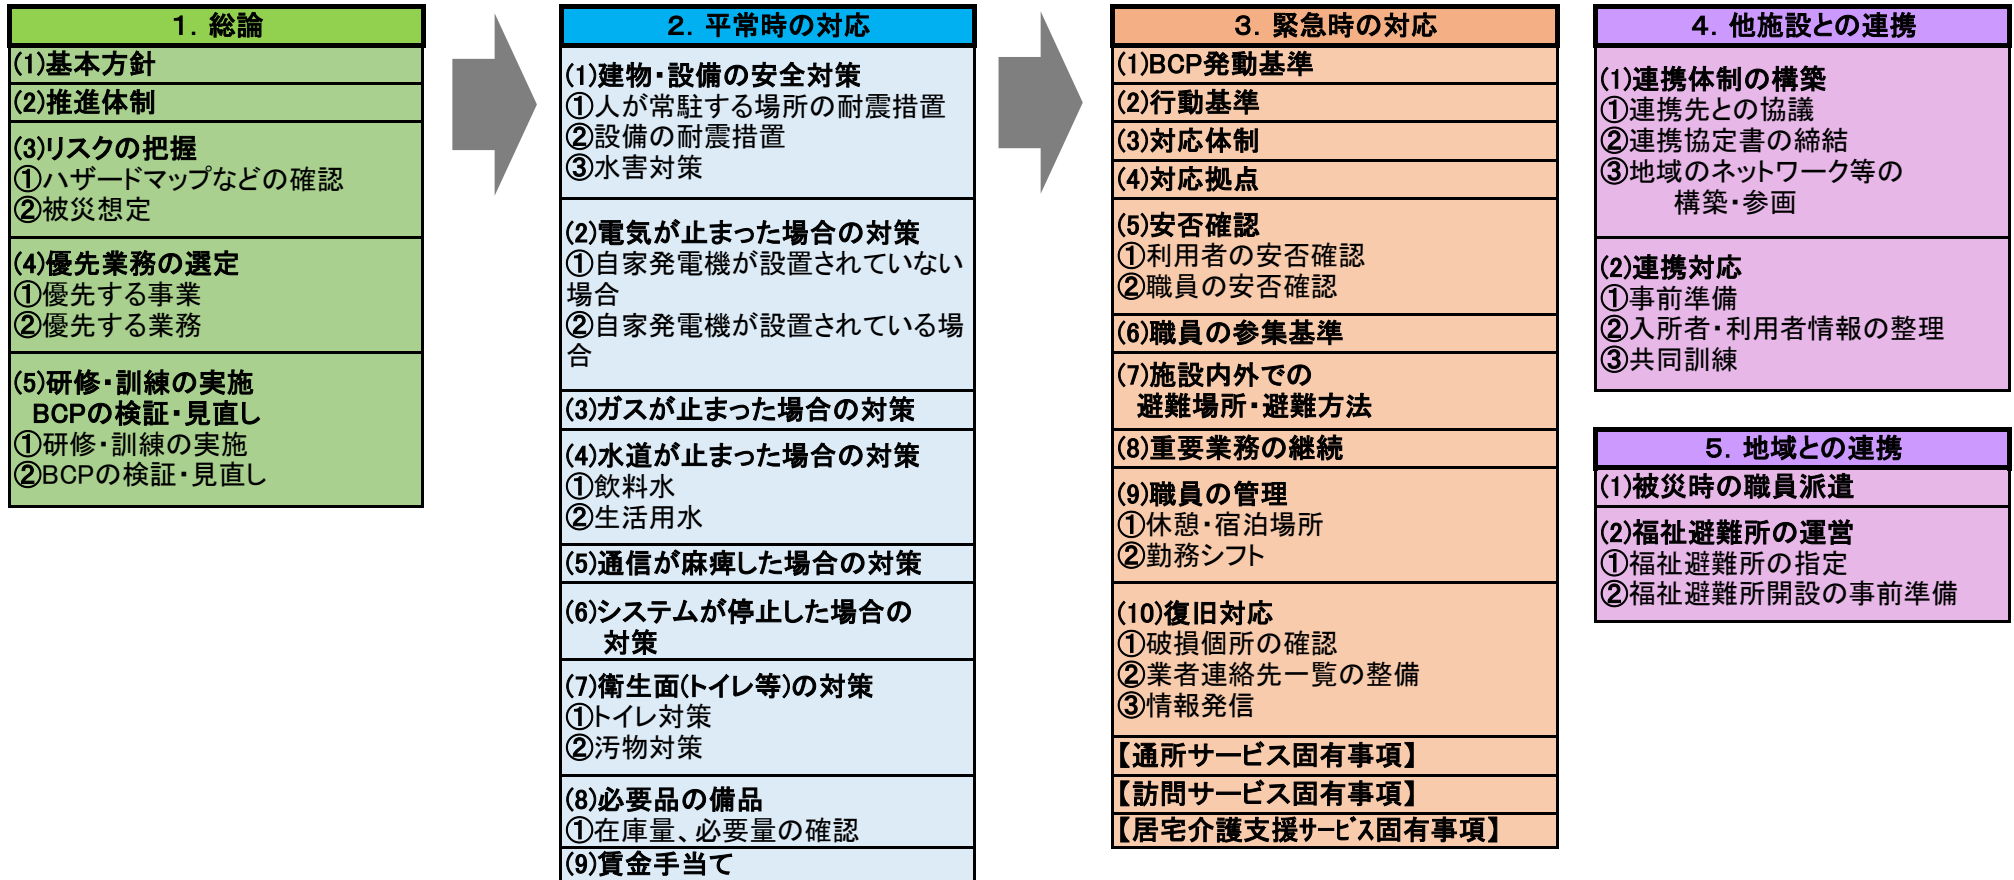 1．総論
(1)基本方針
(2)推進体制
(3)リスクの把握
①ハザードマップなどの確認
②被災想定
(4)優先業務の選定
①優先する事業
②優先する業務
(5)研修・訓練の実施
BCPの検証・見直し
①研修・訓練の実施
②BCPの検証・見直し
2．平常時の対応
(1)建物・設備の安全対策
①人が常駐する場所の耐震措置
②設備の耐震措置
③水害対策
(2)電気が止まった場合の対策
①自家発電機が設置されていない
場合
②自家発電機が設置されている場
合
(3)ガスが止まった場合の対策
(4)水道が止まった場合の対策
①飲料水
②生活用水
(5)通信が麻痺した場合の対策
(6)システムが停止した場合の
対策
(7)衛生面(トイレ等)の対策
①トイレ対策
②汚物対策
(8)必要品の備品
①在庫量、必要量の確認
(9)賃金手当て
3．緊急時の対応
(1)BCP発動基準
(2)行動基準
(3)対応体制
(4)対応拠点
(5)安否確認
①利用者の安否確認
②職員の安否確認
(6)職員の参集基準
(7)施設内外での
避難場所・避難方法
(8)重要業務の継続
(9)職員の管理
①休憩・宿泊場所
②勤務シフト
(10)復旧対応
①破損個所の確認
②業者連絡先一覧の整備
③情報発信
【通所サービス固有事項】
【訪問サービス固有事項】
【居宅介護支援ｻｰﾋﾞｽ固有事項】
4．他施設との連携
(1)連携体制の構築
①連携先との協議
②連携協定書の締結
③地域のネットワーク等の
構築・参画
(2)連携対応
①事前準備
②入所者・利用者情報の整理
③共同訓練
5．地域との連携
(1)被災時の職員派遣
(2)福祉避難所の運営
①福祉避難所の指定
②福祉避難所開設の事前準備